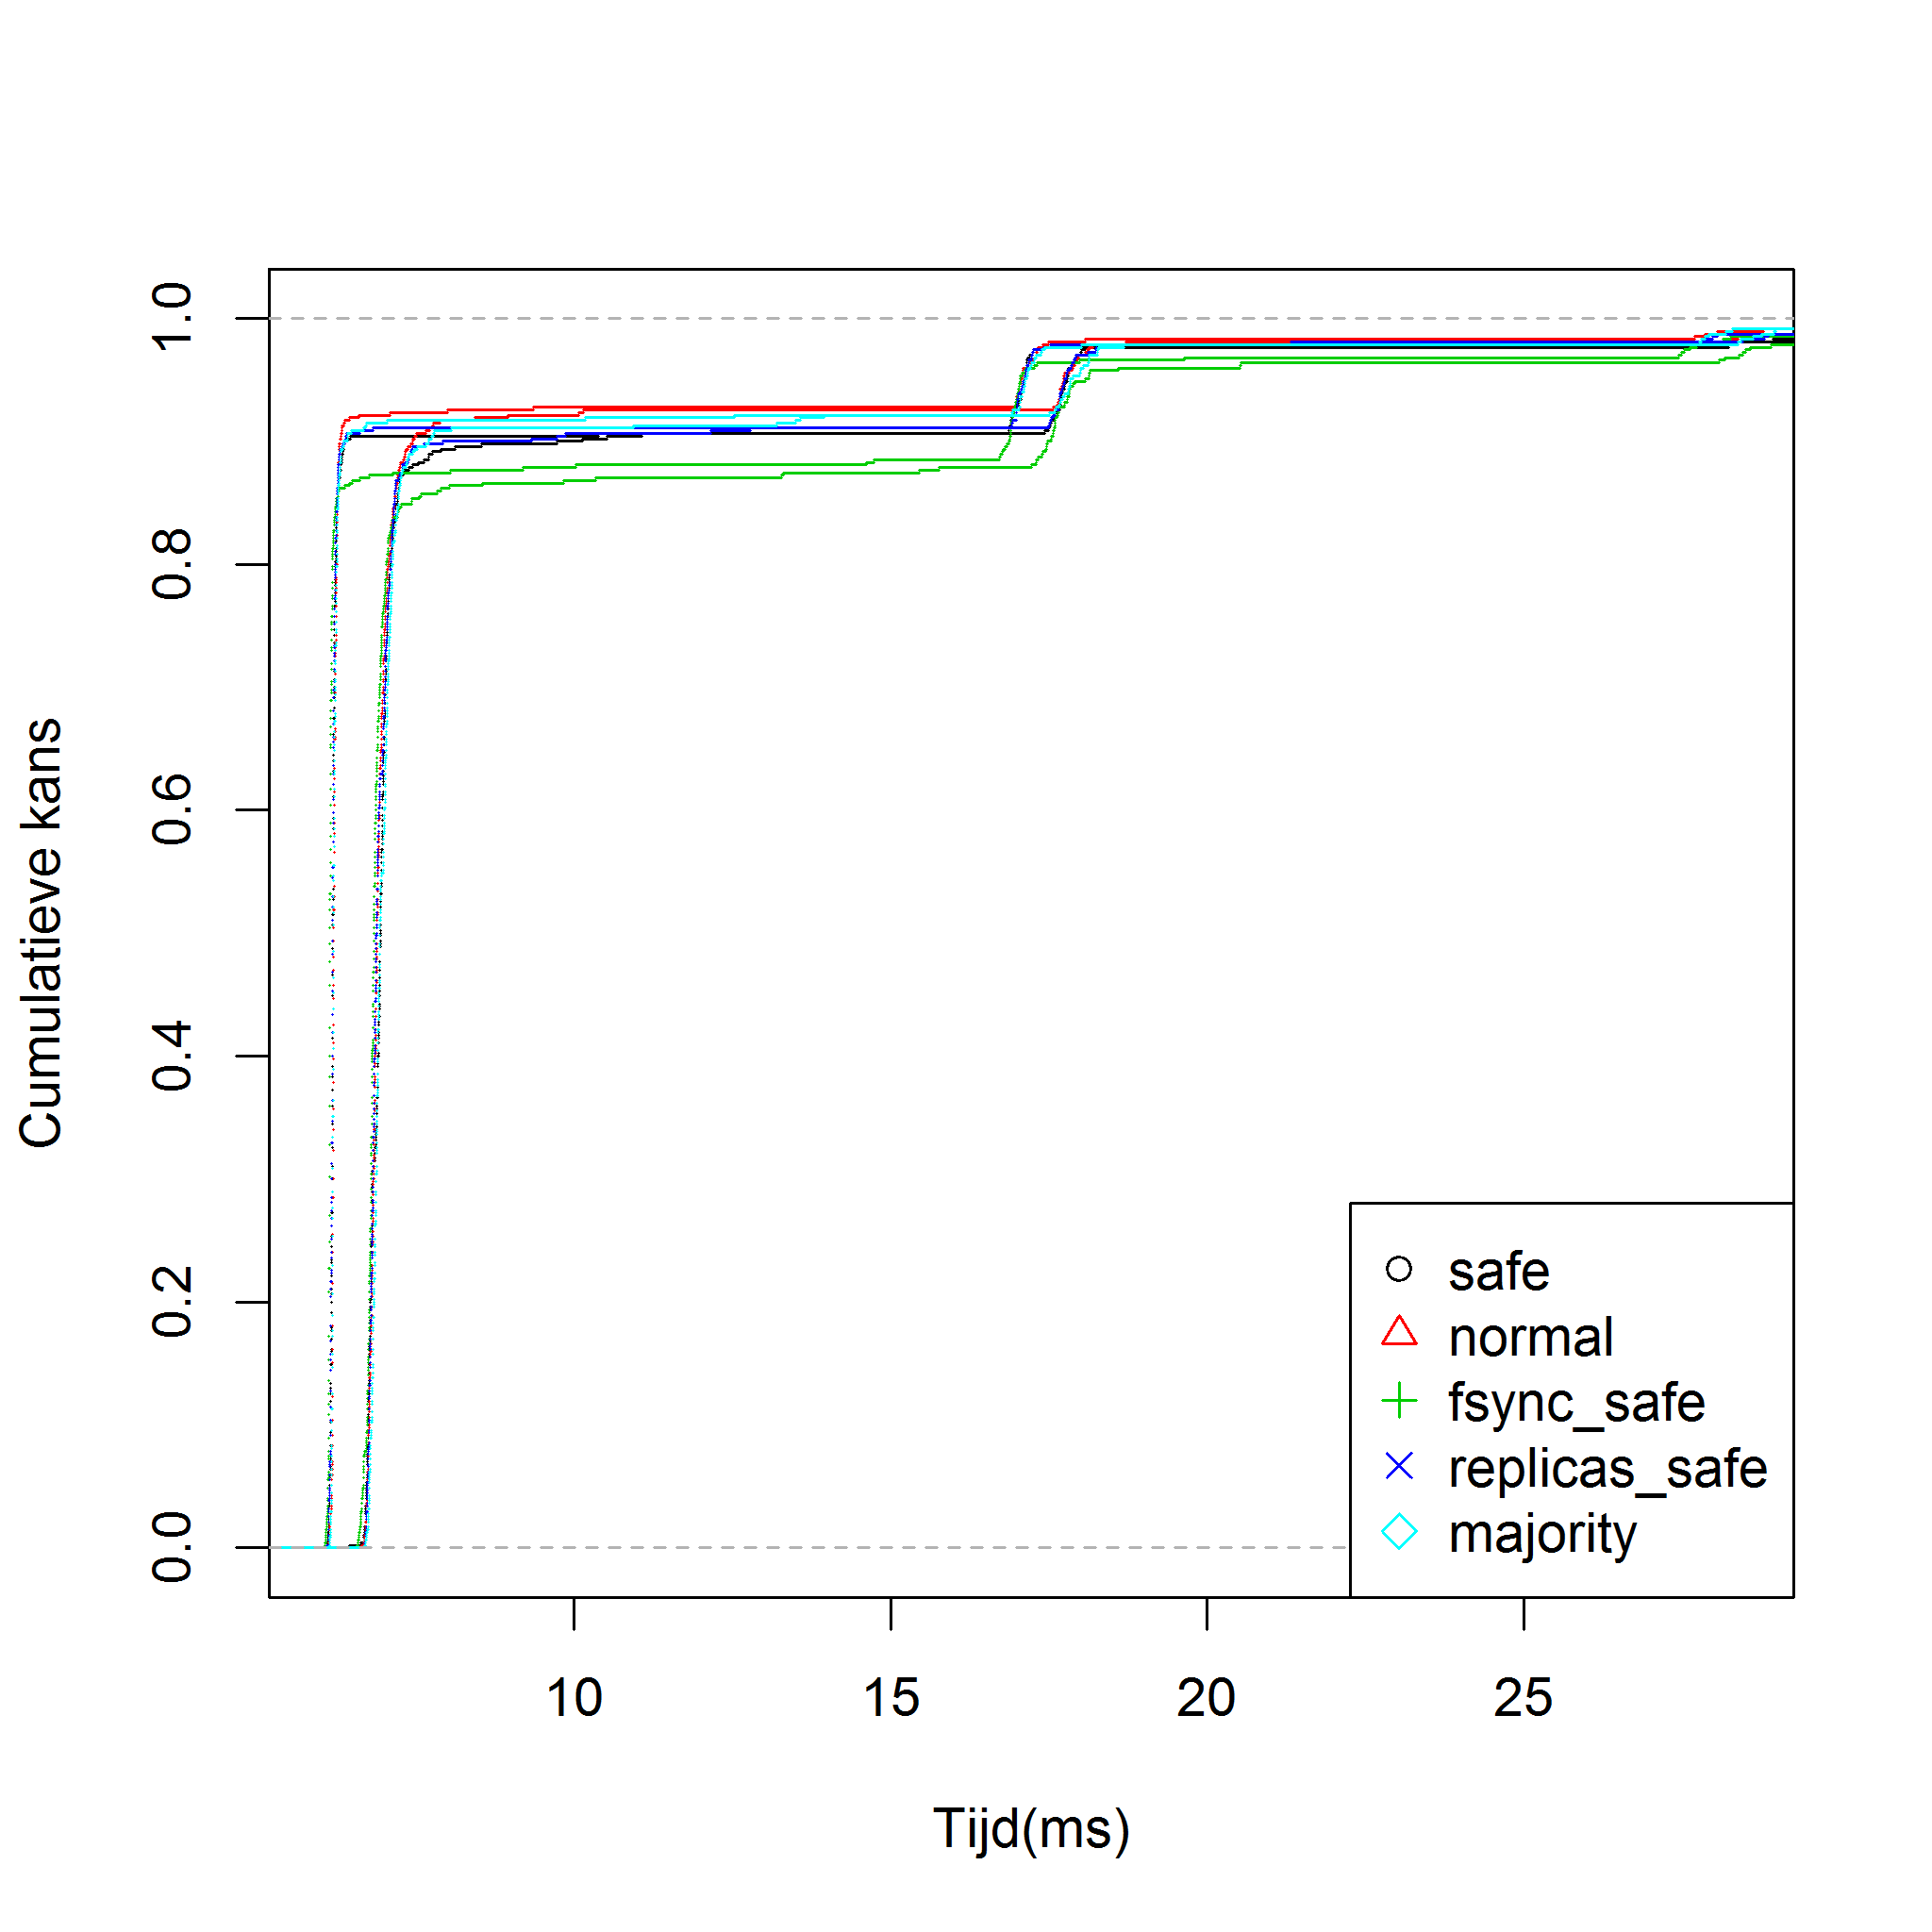 1.0
0.8
0.6
0.4
0.2
0.0
Cumulatieve kans
10 15 20 25
Tijd(ms)
safe
normal
fsync_safe
replicas_safe
majority